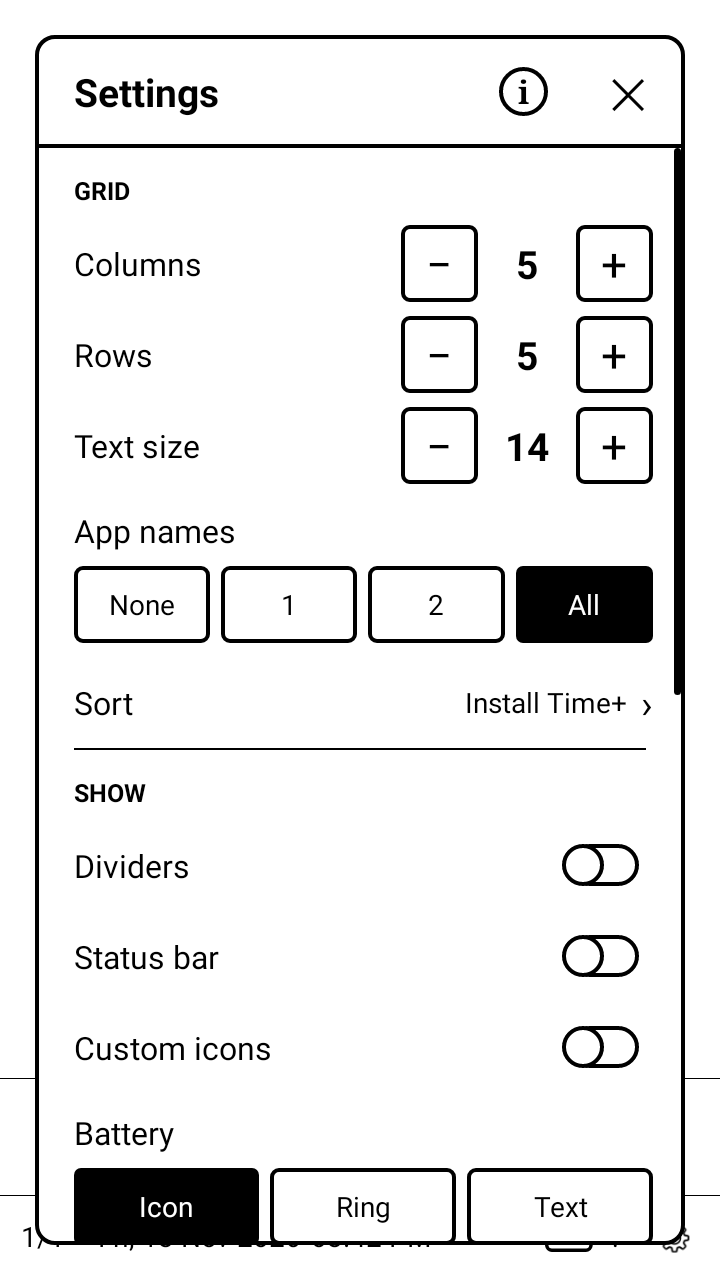 Settings
GRID
Columns − 5 +
Rows − 5 +
Text size − 14 +
App names
None 1 2 All
Sort Install Time+ ›
SHOW
Dividers
Status bar
Custom icons
Battery
Icon Ring Text